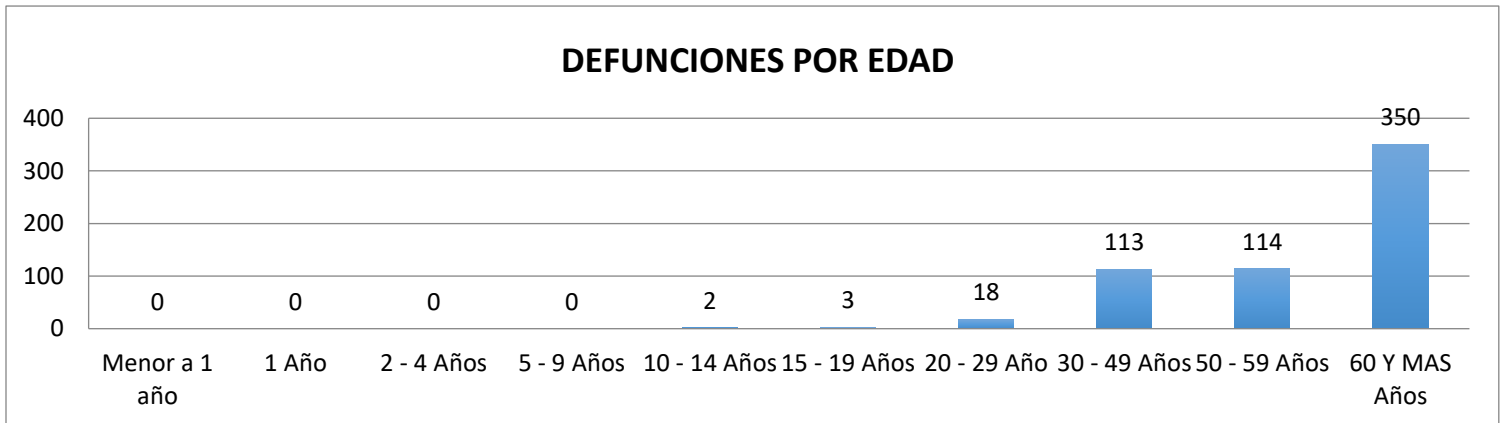 DEFUNCIONES POR EDAD
400
300
200
100
0
0
0
0
0
2
3
18
113
114
350
Menor a 1
año
1 Año
2 - 4 Años
5 - 9 Años
10 - 14 Años
15 - 19 Años
20 - 29 Año
30 - 49 Años
50 - 59 Años
60 Y MAS
Años